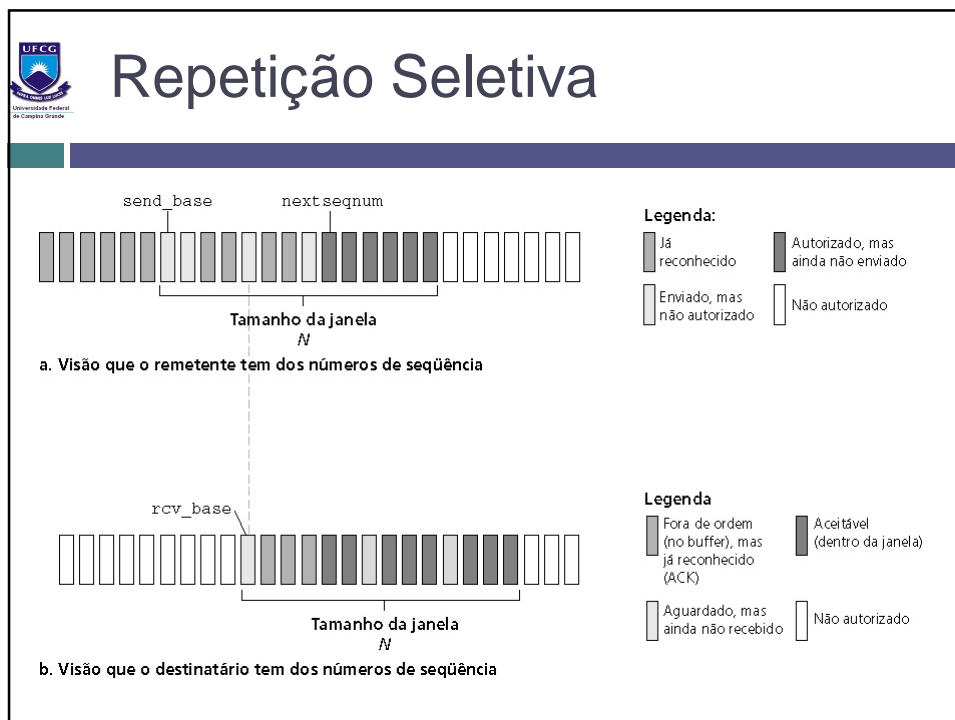 UFCG
Universidade Federal
de Campina Grande
Repetição Seletiva
send_base
nextseqnum
Tamanho da janela
N
a. Visão que o remetente tem dos números de seqüência
Legenda:
Já
reconhecido
Autorizado, mas
ainda não enviado
Enviado, mas
não autorizado
Não autorizado
rcv_base
Tamanho da janela
N
b. Visão que o destinatário tem dos números de seqüência
Legenda
Fora de ordem
(no buffer), mas
já reconhecido
(ACK)
Aceitável
(dentro da janela)
Aguardado, mas
ainda não recebido
Não autorizado